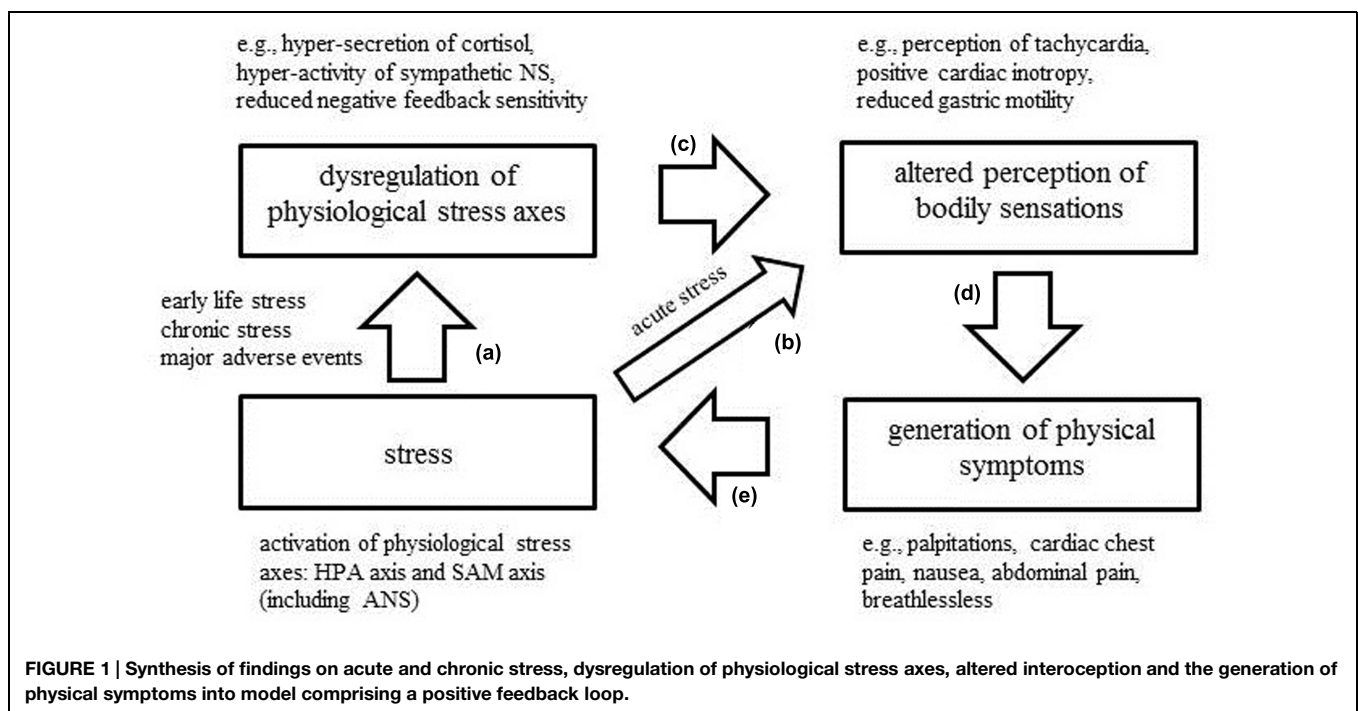 e.g., hyper-secretion of cortisol,
hyper-activity of sympathetic NS,
reduced negative feedback sensitivity
e.g., perception of tachycardia,
positive cardiac inotropy,
reduced gastric motility
dysregulation of
physiological stress axes
(c)
altered perception of
bodily sensations
early life stress
chronic stress
major adverse events
(a)
acute stress
(b)
(d)
stress
(e)
generation of physical
symptoms
activation of physiological stress
axes: HPA axis and SAM axis
(including ANS)
e.g., palpitations, cardiac chest
pain, nausea, abdominal pain,
breathlessless
FIGURE 1 | Synthesis of findings on acute and chronic stress, dysregulation of physiological stress axes, altered interoception and the generation of
physical symptoms into model comprising a positive feedback loop.